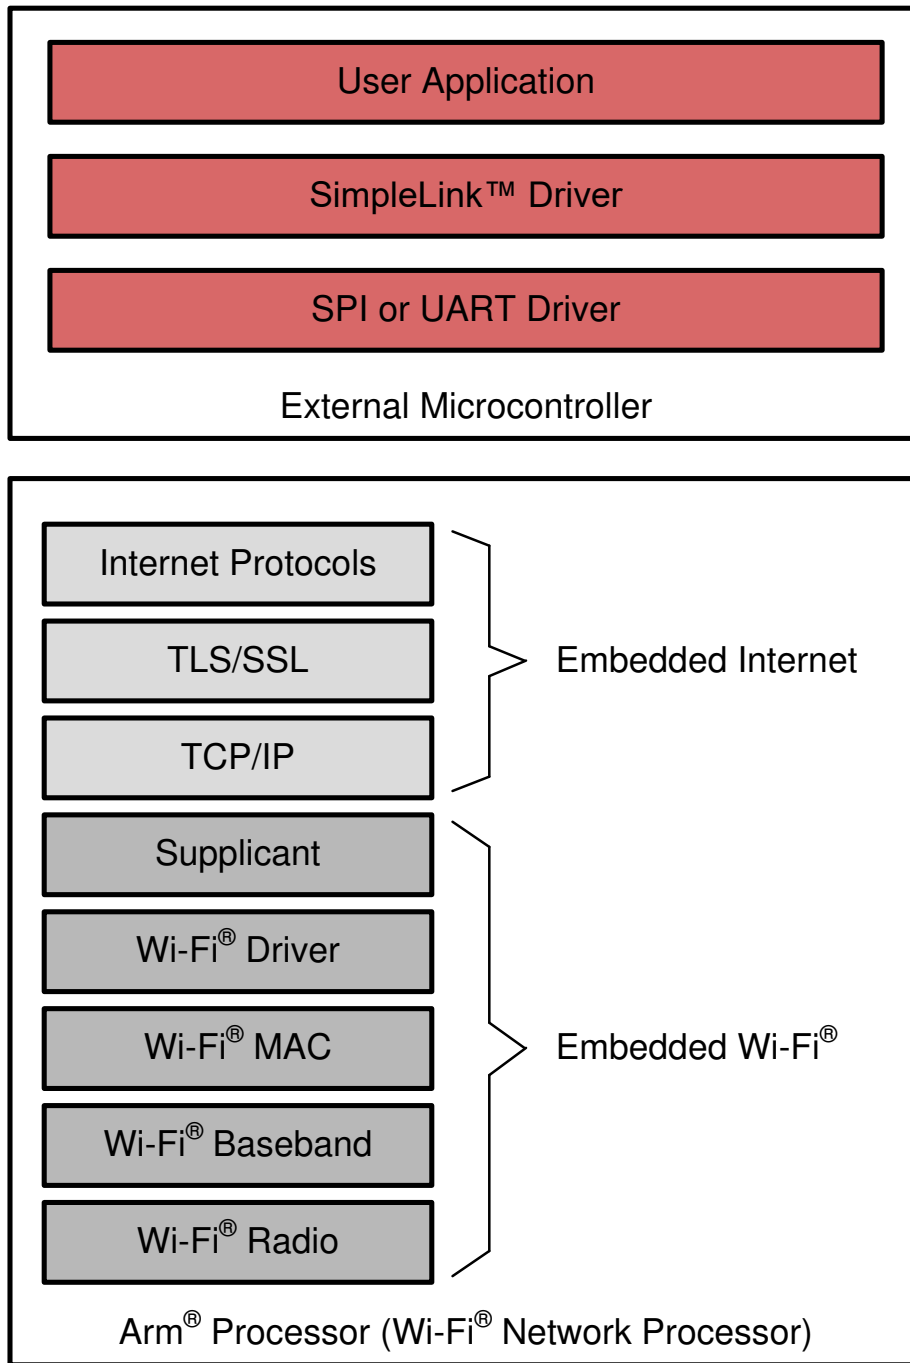 User Application
SimpleLink™ Driver
SPI or UART Driver
External Microcontroller
Internet Protocols
TLS/SSL
TCP/IP
Embedded Internet
Supplicant
Wi-Fi® Driver
Wi-Fi® MAC
Wi-Fi® Baseband
Wi-Fi® Radio
Embedded Wi-Fi®
Arm® Processor (Wi-Fi® Network Processor)